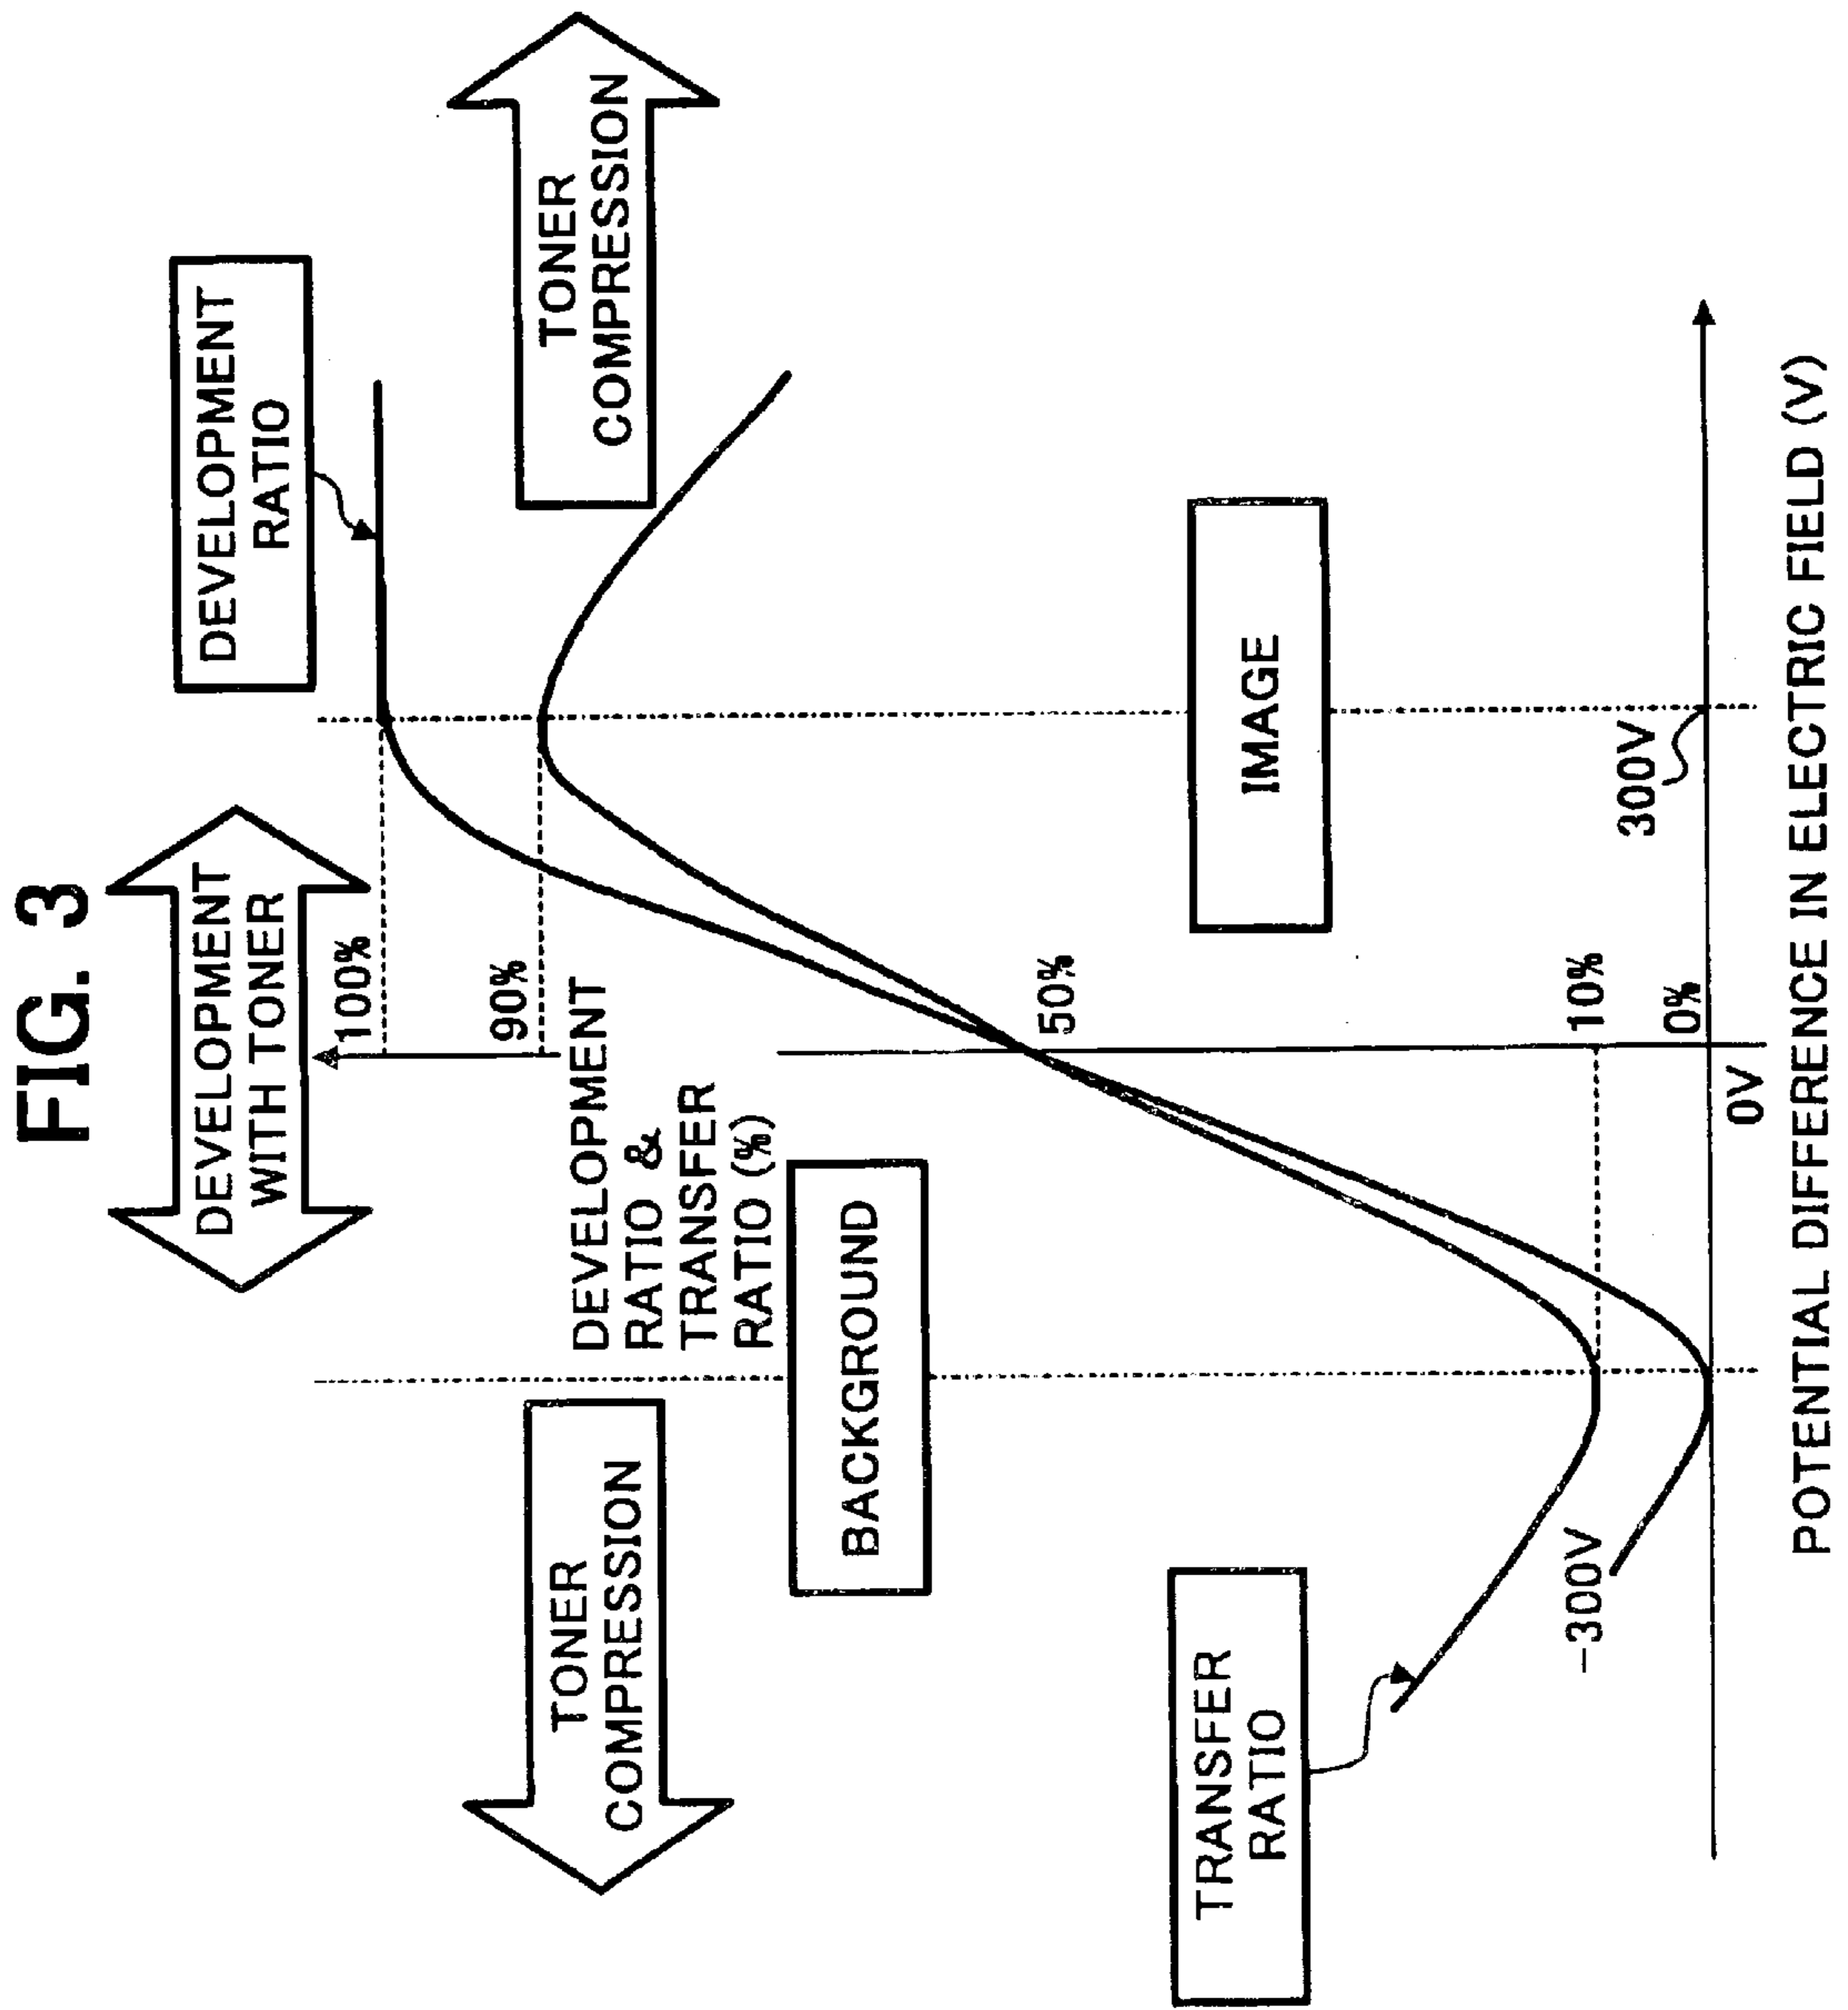 FIG. 3
DEVELOPMENT
WITH TONER
DEVELOPMENT
RATIO
100%
TONER
COMPRESSION
TONER
COMPRESSION
90%
DEVELOPMENT
RATIO &
TRANSFER
RATIO (%)
BACKGROUND
50%
IMAGE
TRANSFER
RATIO
-300V
10%
300V
0%
0V
POTENTIAL DIFFERENCE IN ELECTRIC FIELD (V)